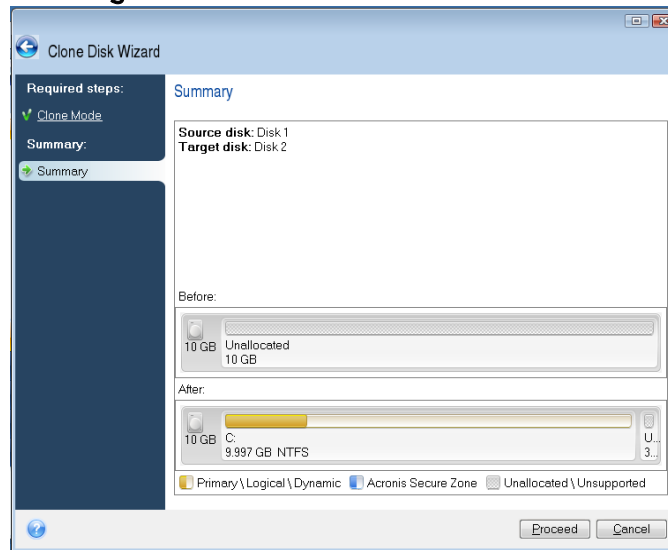 Clone Disk Wizard
Required steps:
Clone Mode
Summary:
Summary
Summary
Source disk: Disk 1
Target disk: Disk 2
Before:
10 GB
Unallocated
10 GB
After:
10 GB
C:
9.997 GB NTFS
U...
3...
Primary \ Logical \ Dynamic Acronis Secure Zone Unallocated \ Unsupported
Proceed Cancel